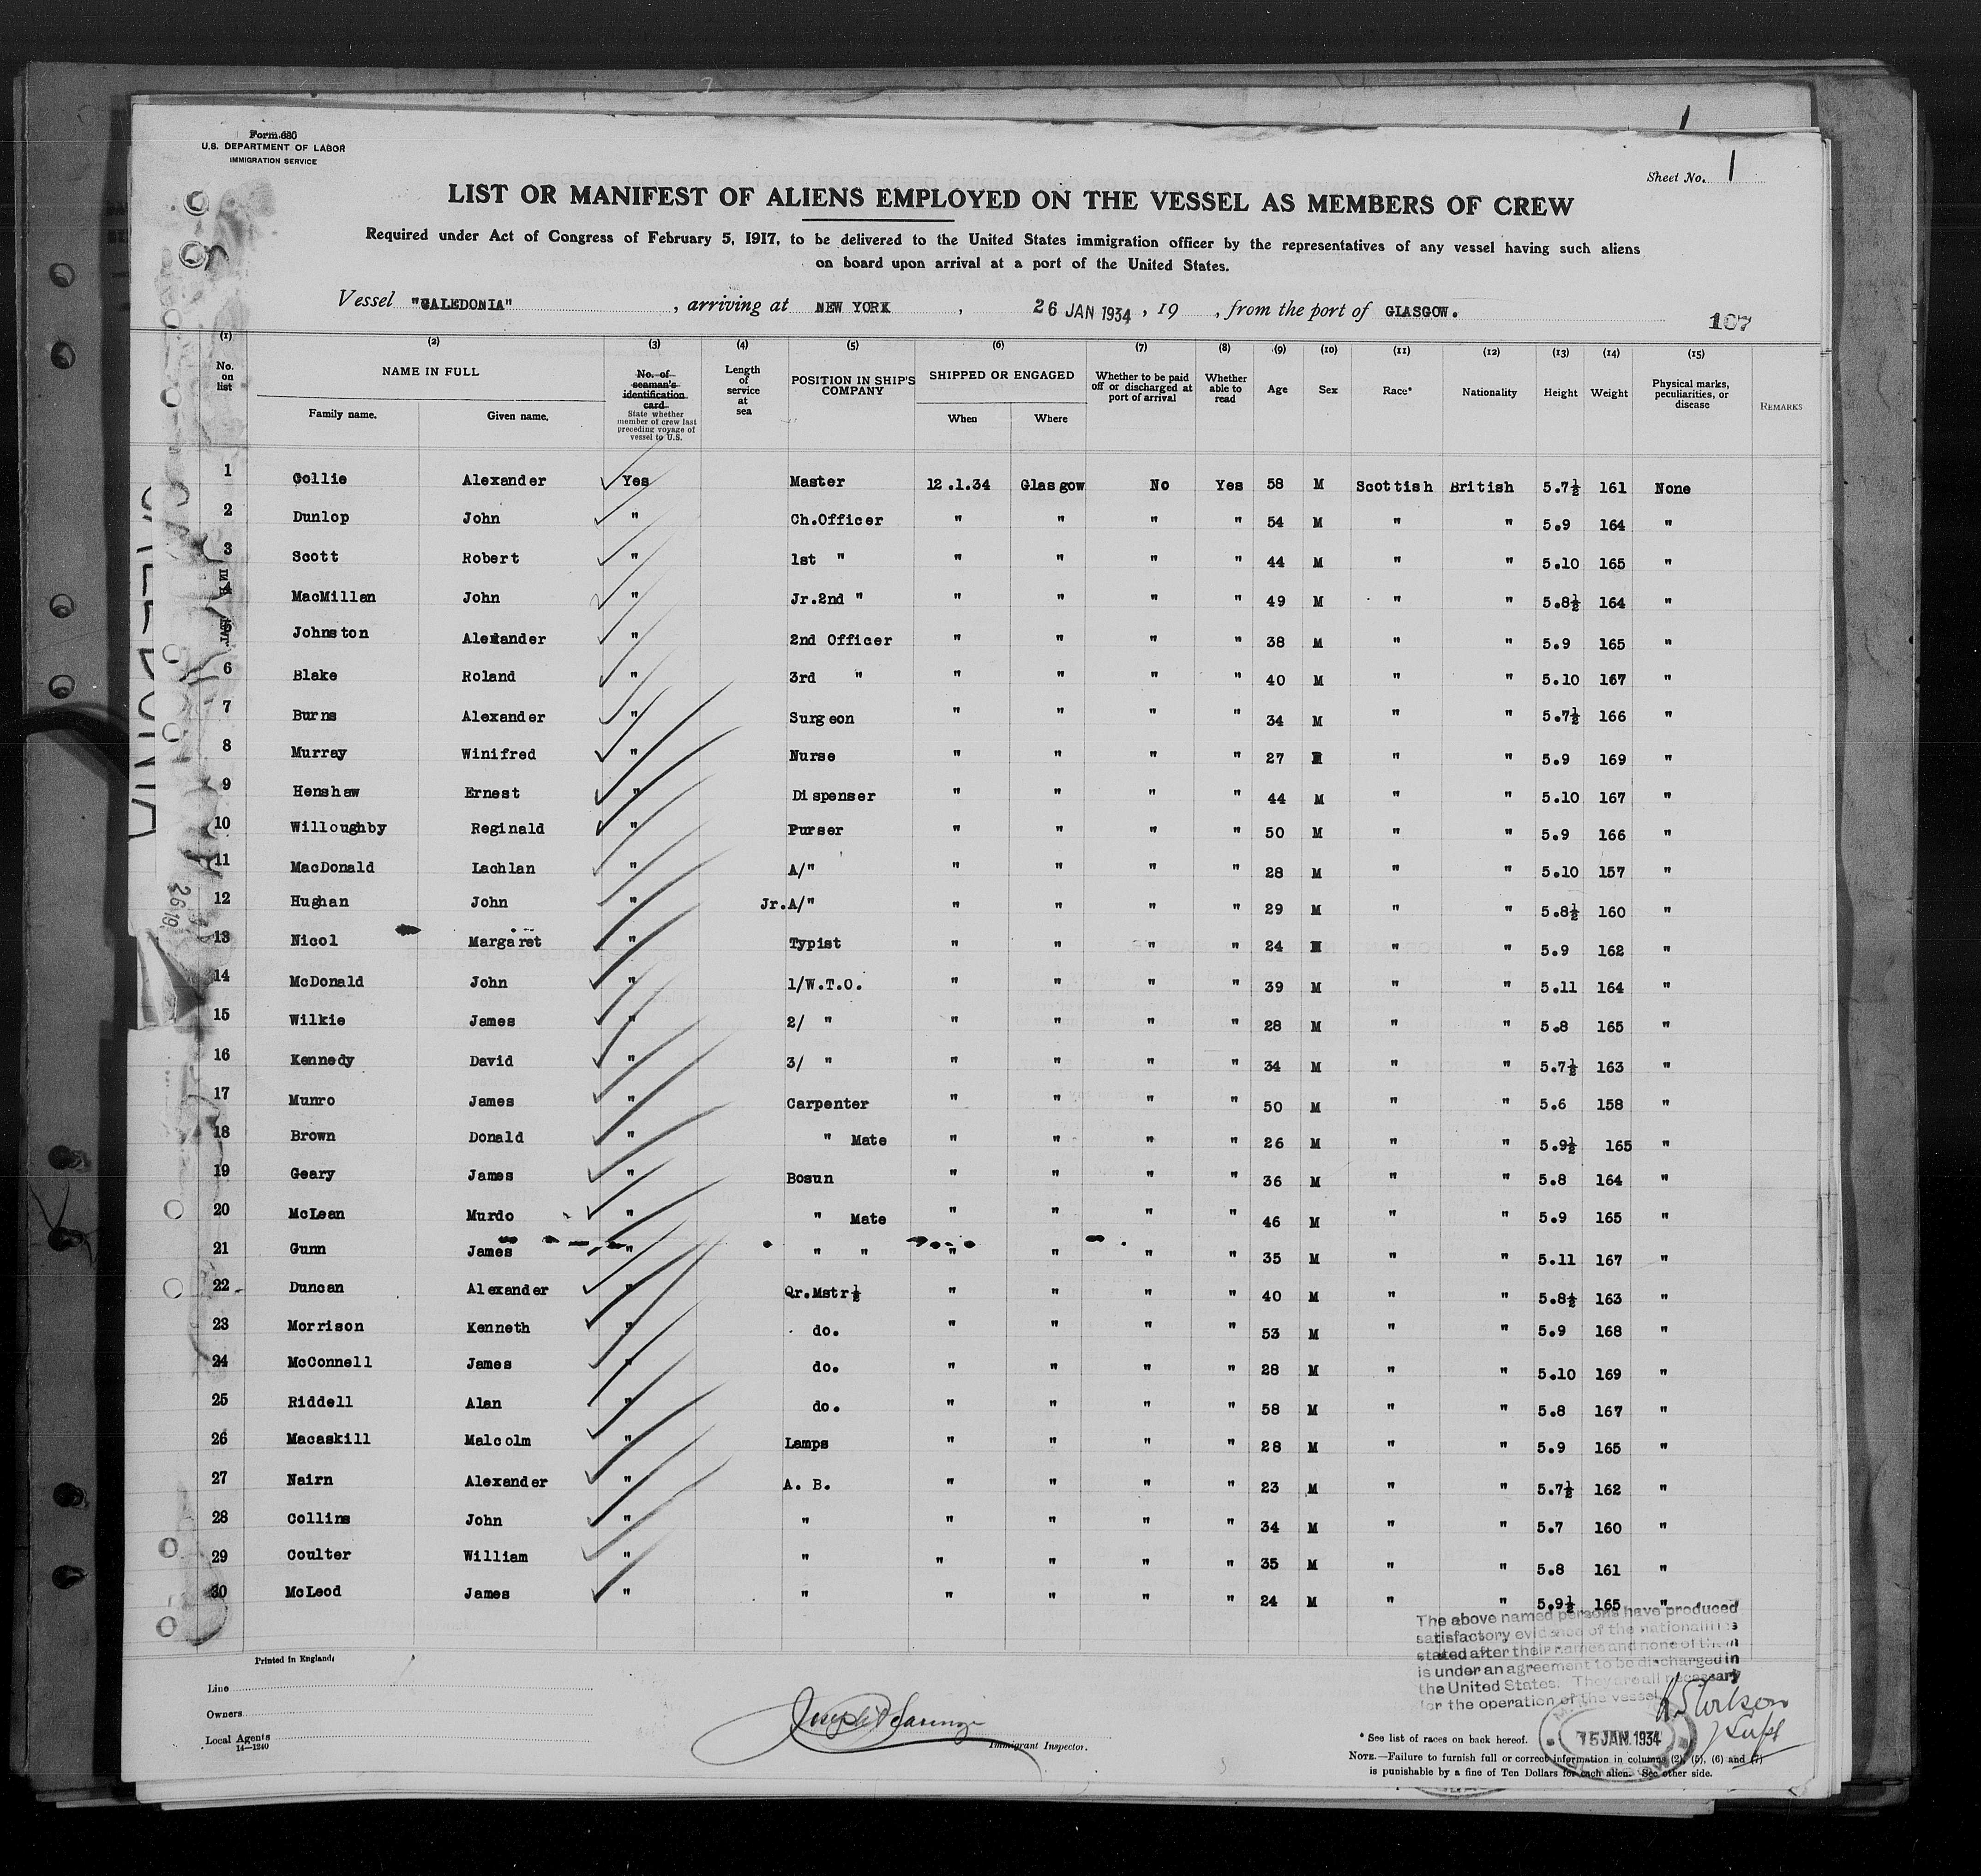 Form 680
U.S. DEPARTMENT OF LABOR
IMMIGRATION SERVICE
Sheet No. 1
LIST OR MANIFEST OF ALIENS EMPLOYED ON THE VESSEL AS MEMBERS OF CREW
Required under Act of Congress of February 5, 1917, to be delivered to the United States immigration officer by the representatives of any vessel having such aliens
on board upon arrival at a port of the United States.
Vessel "CALEDONIA", arriving at NEW YORK, 26 JAN 1934, 19 , from the port of GLASGOW.
107
(1) (2) (3) (4) (5) (6) (7) (8) (9) (10) (11) (12) (13) (14) (15)
No. on list NAME IN FULL Family name. Given name. No. of seaman's identification card State whether member of crew last preceding voyage of vessel to U.S. Length of service at sea POSITION IN SHIP'S COMPANY SHIPPED OR ENGAGED When Where Whether to be paid off or discharged at port of arrival Whether able to read Age Sex Race* Nationality Height Weight Physical marks, peculiarities, or disease REMARKS
1 Collie Alexander Yes Master 12.1.34 Glasgow No Yes 58 M Scottish British 5.7½ 161 None
2 Dunlop John " Ch.Officer " " " " 54 M " " 5.9 164 "
3 Scott Robert " 1st " " " " " 44 M " " 5.10 165 "
4 MacMillan John " Jr.2nd " " " " " 49 M " " 5.8½ 164 "
5 Johnston Alexander " 2nd Officer " " " " 38 M " " 5.9 165 "
6 Blake Roland " 3rd " " " " " 40 M " " 5.10 167 "
7 Burns Alexander " Surgeon " " " " 34 M " " 5.7½ 166 "
8 Murray Winifred " Nurse " " " " 27 F " " 5.9 169 "
9 Henshaw Ernest " Dispenser " " " " 44 M " " 5.10 167 "
10 Willoughby Reginald " Purser " " " " 50 M " " 5.9 166 "
11 MacDonald Lachlan " A/" " " " " 28 M " " 5.10 157 "
12 Hughan John " Jr.A/" " " " " 29 M " " 5.8½ 160 "
13 Nicol Margaret " Typist " " " " 24 " " 5.9 162 "
14 McDonald John " 1/W.T.O. " " " " 39 M " " 5.11 164 "
15 Wilkie James " 2/ " " " " " 28 M " " 5.8 165 "
16 Kennedy David " 3/ " " " " " 34 M " " 5.7½ 163 "
17 Munro James " Carpenter " " " " 50 M " " 5.6 158 "
18 Brown Donald " " Mate " " " " 26 M " " 5.9½ 165 "
19 Geary James " Bosun " " " " 36 M " " 5.8 164 "
20 McLean Murdo " " Mate " " " " 46 M " " 5.9 165 "
21 Gunn James " " " " " " " 35 M " " 5.11 167 "
22 Duncan Alexander " Qr.Mstr½ " " " " 40 M " " 5.8½ 163 "
23 Morrison Kenneth " do. " " " " 53 M " " 5.9 168 "
24 McConnell James " do. " " " " 28 M " " 5.10 169 "
25 Riddell Alan " do. " " " " 58 M " " 5.8 167 "
26 Macaskill Malcolm " Lamps " " " " 28 M " " 5.9 165 "
27 Nairn Alexander " A. B. " " " " 23 M " " 5.7½ 162 "
28 Collins John " " " " " " 34 M " " 5.7 160 "
29 Coulter William " " " " " " 35 M " " 5.8 161 "
30 McLeod James " " " " " " 24 M " " 5.9½ 165 "
The above named persons have produced
satisfactory evidence of the nationalities
stated after their names and none of them
is under an agreement to be discharged in
the United States. They are all necessary
for the operation of the vessel
Printed in England.
Line
Owners
Local Agents
14—1240
Immigrant Inspector.
* See list of races on back hereof.
15 JAN. 1934
NOTE.—Failure to furnish full or correct information in columns (2), (5), (6) and (7)
is punishable by a fine of Ten Dollars for each alien. See other side.